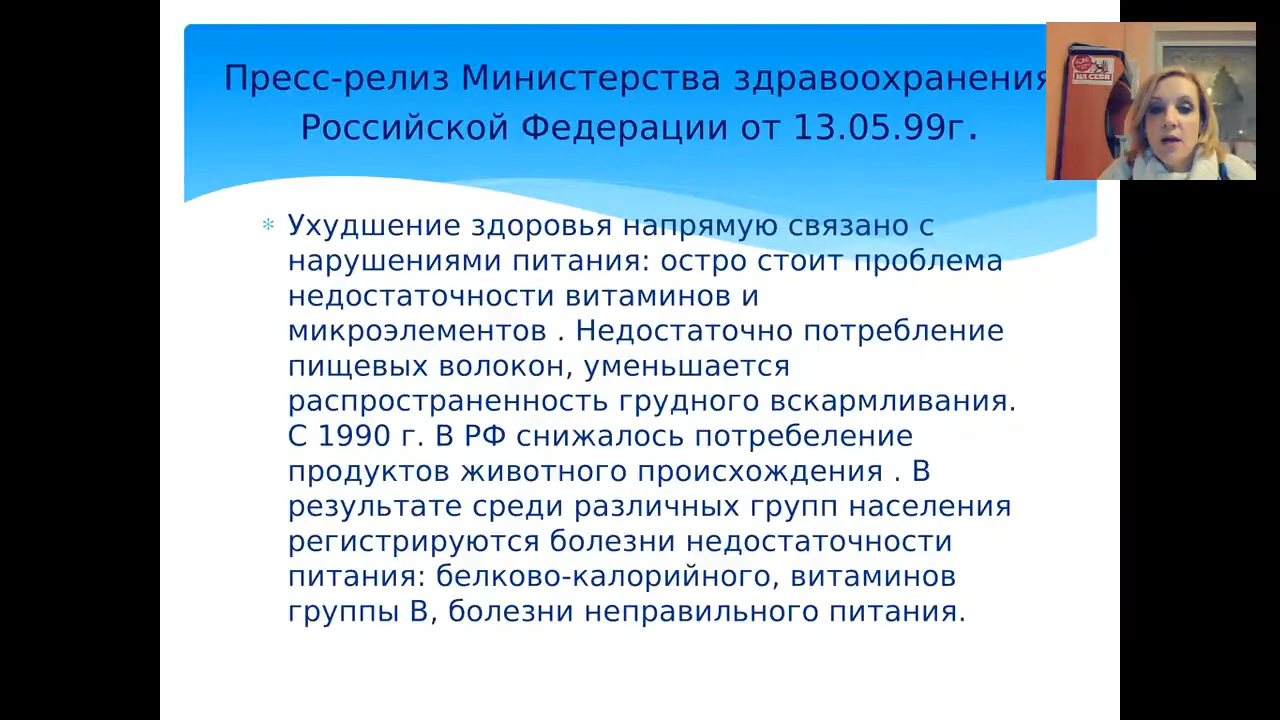 Пресс-релиз Министерства здравоохранения
Российской Федерации от 13.05.99г.
Ухудшение здоровья напрямую связано с
нарушениями питания: остро стоит проблема
недостаточности витаминов и
микроэлементов . Недостаточно потребление
пищевых волокон, уменьшается
распространенность грудного вскармливания.
С 1990 г. В РФ снижалось потребеление
продуктов животного происхождения . В
результате среди различных групп населения
регистрируются болезни недостаточности
питания: белково-калорийного, витаминов
группы В, болезни неправильного питания.
НА СЕБЯ